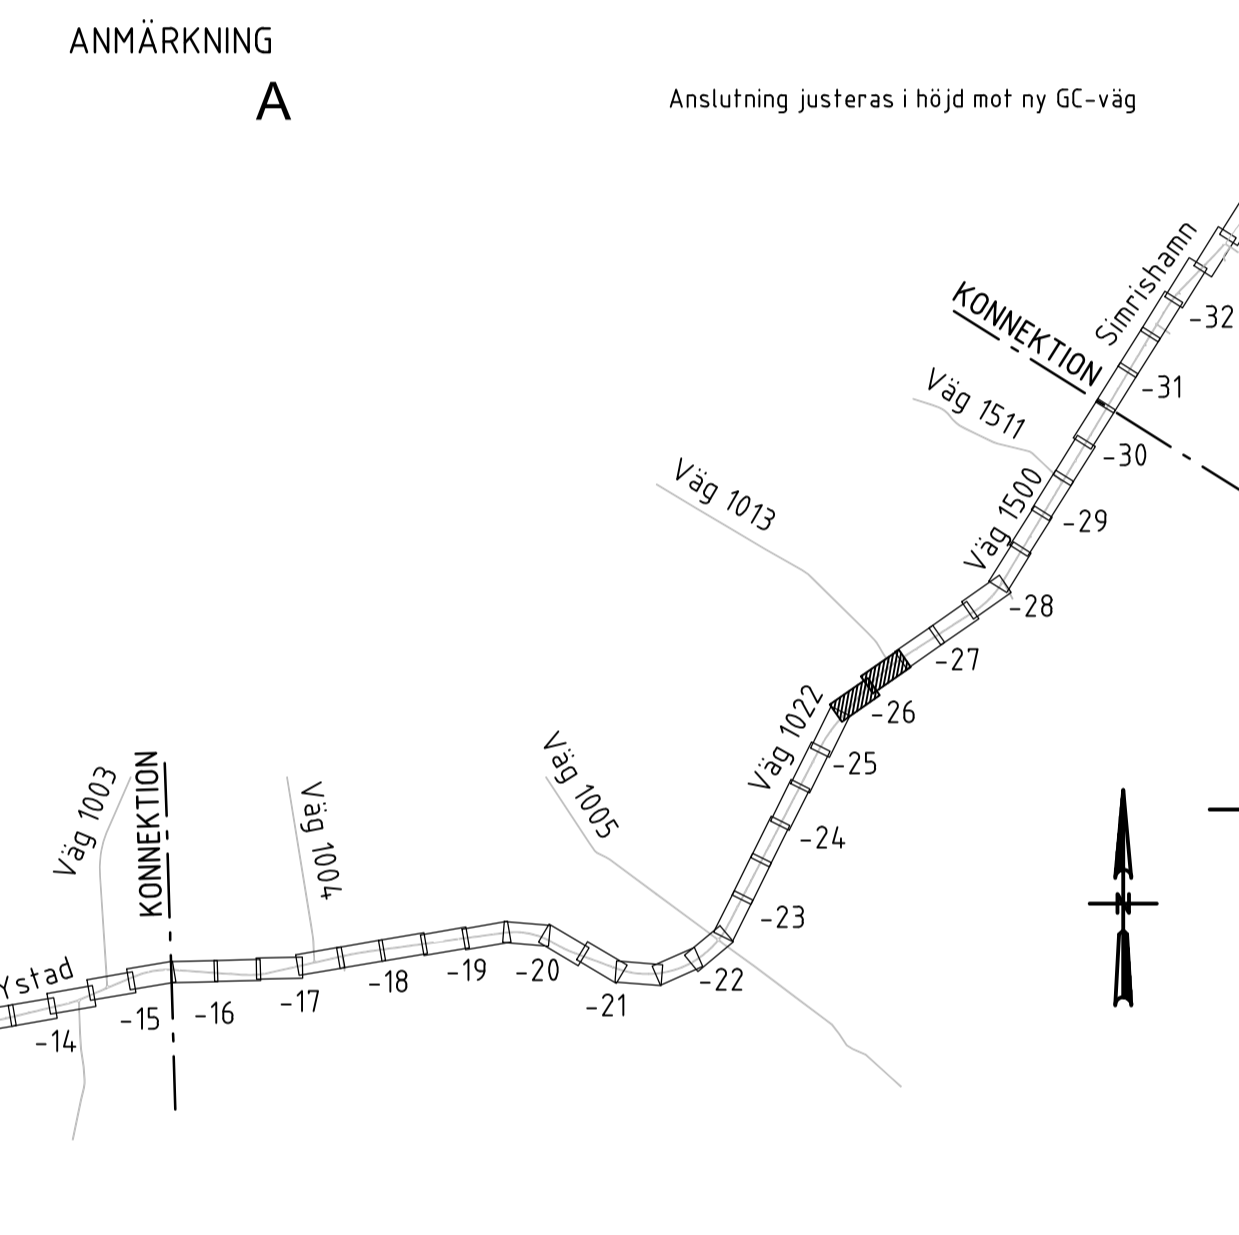 ANMÄRKNING
A
Anslutning justeras i höjd mot ny GC-väg
Simrishamn
KONNEKTION
-32
-31
Väg 1511
-30
Väg 1013
Väg 1500
-29
-28
-27
Väg 1022
-26
-25
Väg 1005
Väg 1003
KONNEKTION
Väg 1004
-24
N
-23
Ystad
-22
-21
-20
-19
-18
-17
-16
-15
-14